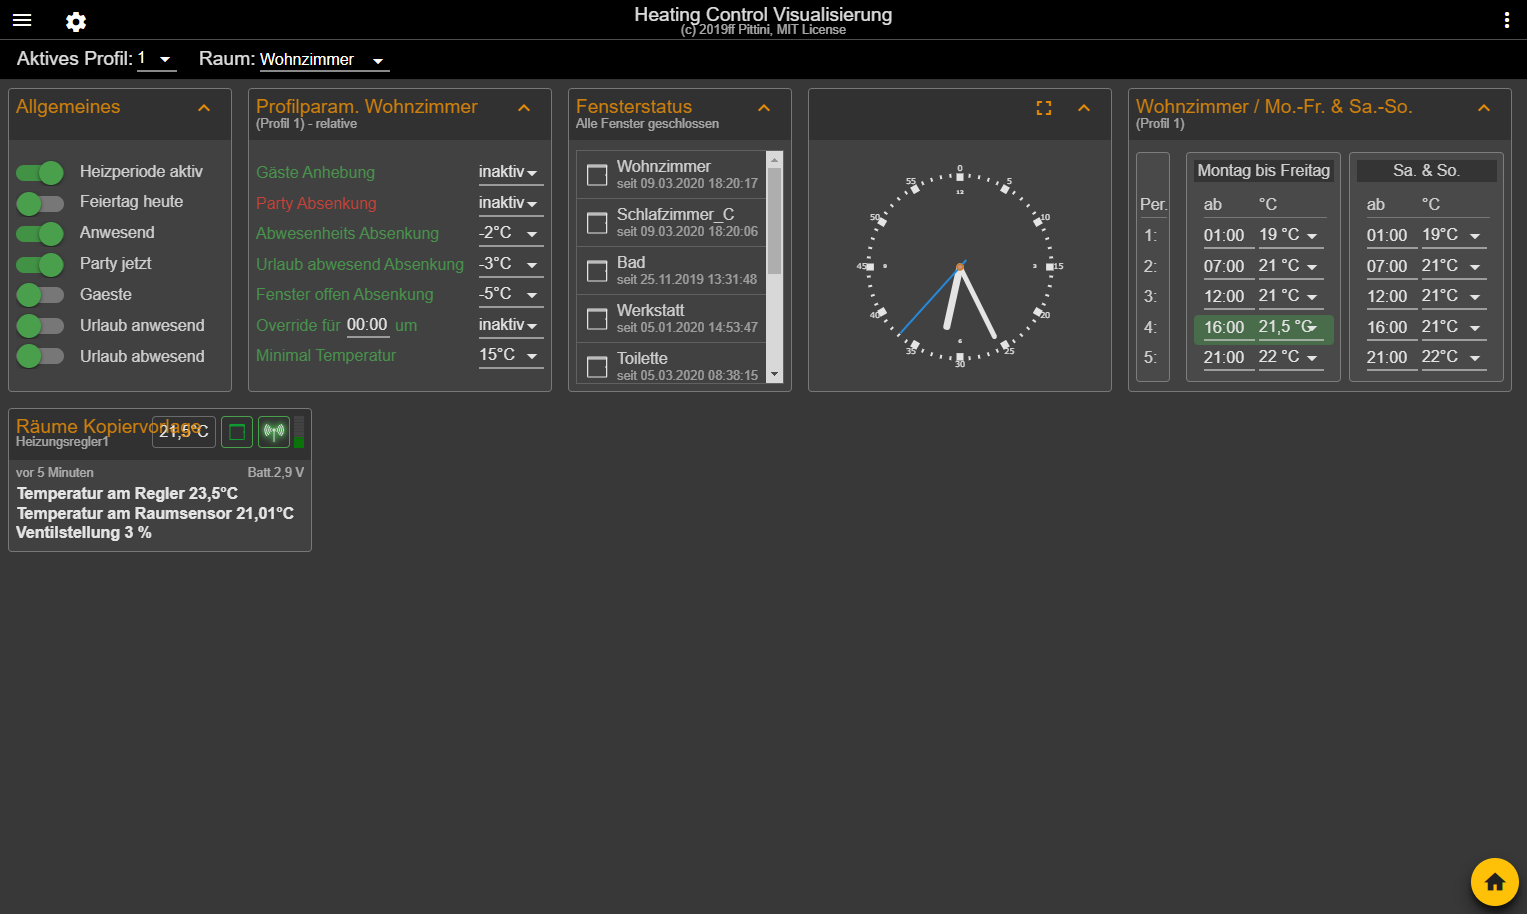 Heating Control Visualisierung
(c) 2019ff Pittini, MIT License
Aktives Profil: 1 Raum: Wohnzimmer
Allgemeines
Heizperiode aktiv
Feiertag heute
Anwesend
Party jetzt
Gaeste
Urlaub anwesend
Urlaub abwesend
Profilparam. Wohnzimmer
(Profil 1) - relative
Gäste Anhebung inaktiv
Party Absenkung inaktiv
Abwesenheits Absenkung -2°C
Urlaub abwesend Absenkung -3°C
Fenster offen Absenkung -5°C
Override für 00:00 um inaktiv
Minimal Temperatur 15°C
Fensterstatus
Alle Fenster geschlossen
Wohnzimmer
seit 09.03.2020 18:20:17
Schlafzimmer_C
seit 09.03.2020 18:20:06
Bad
seit 25.11.2019 13:31:48
Werkstatt
seit 05.01.2020 14:53:47
Toilette
seit 05.03.2020 08:38:15
0
55 5
12
50 10
45 9 3 15
40 20
6
35 25
30
Wohnzimmer / Mo.-Fr. & Sa.-So.
(Profil 1)
Montag bis Freitag Sa. & So.
Per. ab °C ab °C
1: 01:00 19 °C 01:00 19°C
2: 07:00 21 °C 07:00 21°C
3: 12:00 21 °C 12:00 21°C
4: 16:00 21,5 °C 16:00 21°C
5: 21:00 22 °C 21:00 22°C
Räume Kopiervorlage 21,5°C
Heizungsregler1
vor 5 Minuten Batt.2,9 V
Temperatur am Regler 23,5°C
Temperatur am Raumsensor 21,01°C
Ventilstellung 3 %